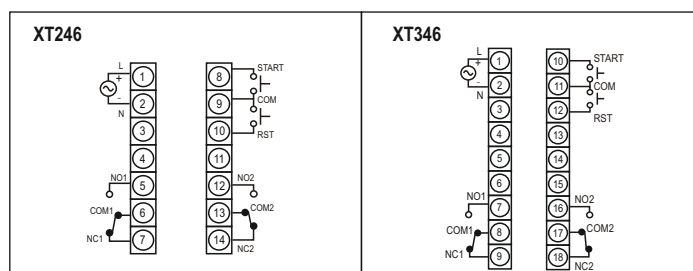 XT246
L
+
-
N
1
2
3
4
NO1
5
COM1
6
NC1
7
8
START
9
COM
10
RST
11
12
NO2
13
COM2
14
NC2
XT346
L
+
-
N
1
2
3
4
5
6
NO1
7
COM1
8
NC1
9
10
START
11
COM
12
RST
13
14
15
16
NO2
17
COM2
18
NC2